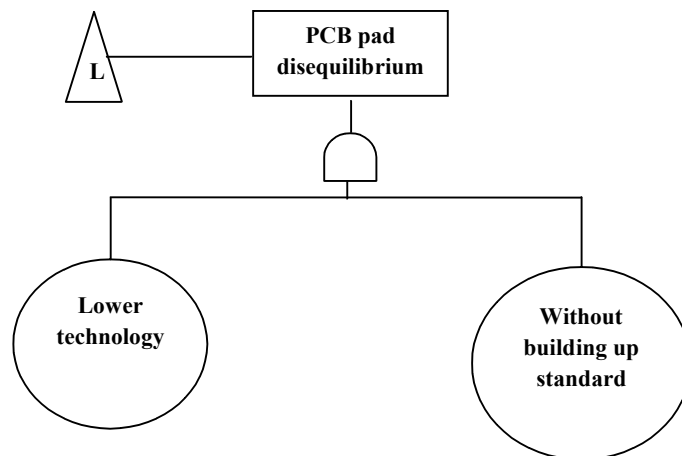 L
PCB pad
disequilibrium
Lower
technology
Without
building up
standard